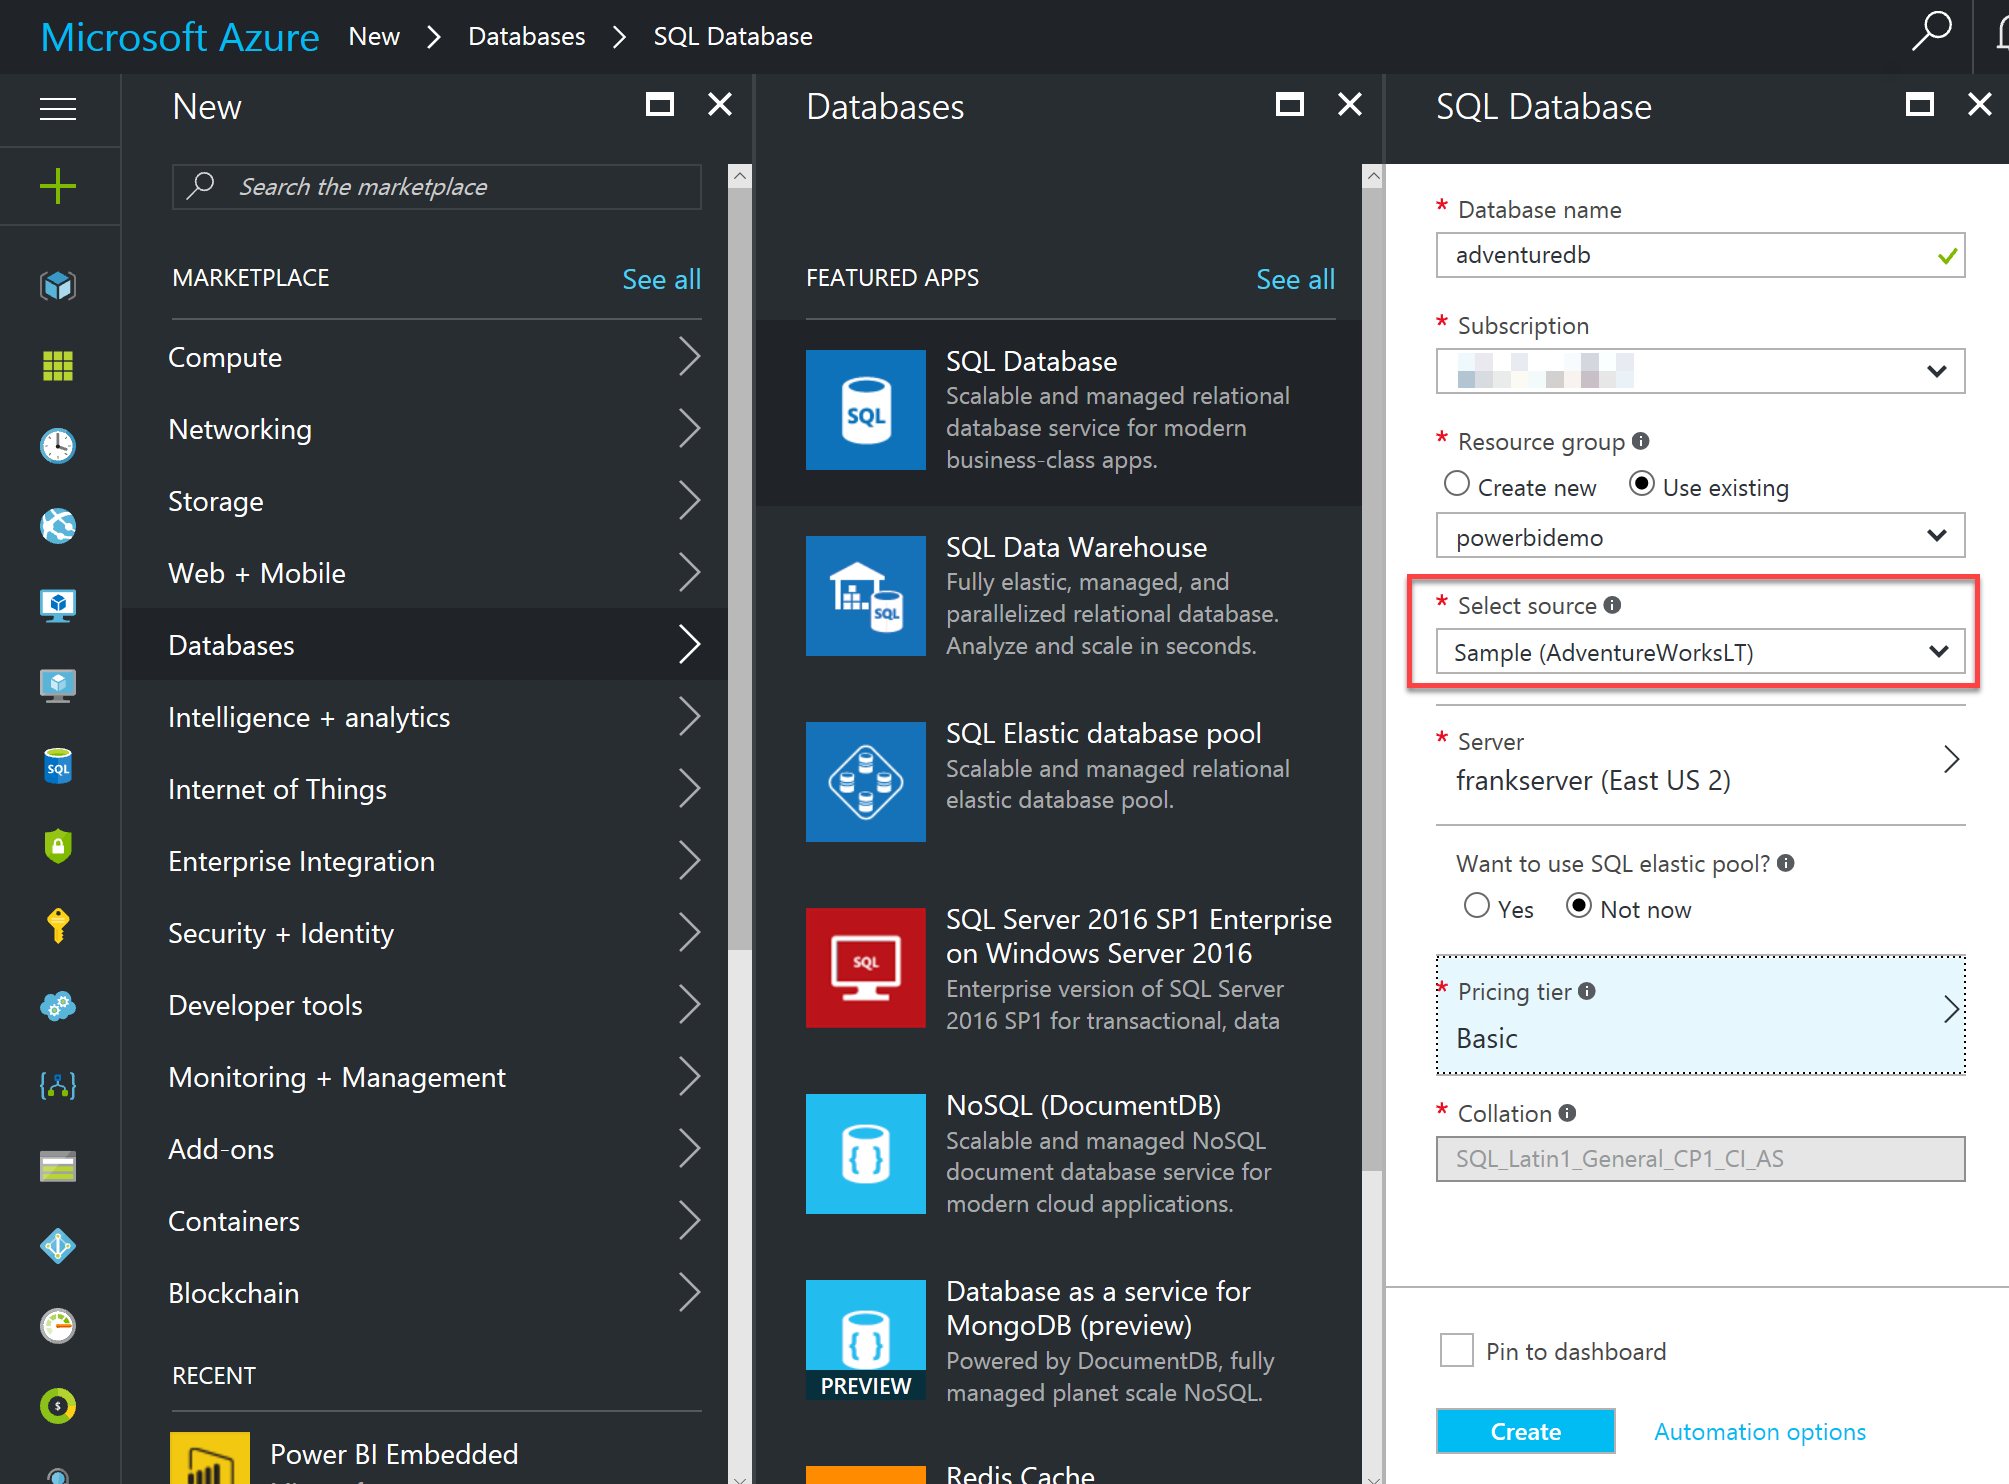 Microsoft Azure New > Databases > SQL Database
New
Search the marketplace
MARKETPLACE See all
Compute
Networking
Storage
Web + Mobile
Databases
Intelligence + analytics
Internet of Things
Enterprise Integration
Security + Identity
Developer tools
Monitoring + Management
Add-ons
Containers
Blockchain
RECENT
Power BI Embedded
Databases
FEATURED APPS See all
SQL
SQL Database
Scalable and managed relational
database service for modern
business-class apps.
SQL
SQL Data Warehouse
Fully elastic, managed, and
parallelized relational database.
Analyze and scale in seconds.
SQL Elastic database pool
Scalable and managed relational
elastic database pool.
SQL
SQL Server 2016 SP1 Enterprise
on Windows Server 2016
Enterprise version of SQL Server
2016 SP1 for transactional, data
{ }
NoSQL (DocumentDB)
Scalable and managed NoSQL
document database service for
modern cloud applications.
{ }
PREVIEW
Database as a service for
MongoDB (preview)
Powered by DocumentDB, fully
managed planet scale NoSQL.
Redis Cache
SQL Database
* Database name
adventuredb
* Subscription
* Resource group
Create new Use existing
powerbidemo
* Select source
Sample (AdventureWorksLT)
* Server
frankserver (East US 2)
Want to use SQL elastic pool?
Yes Not now
* Pricing tier
Basic
* Collation
SQL_Latin1_General_CP1_CI_AS
Pin to dashboard
Create Automation options
SQL
$